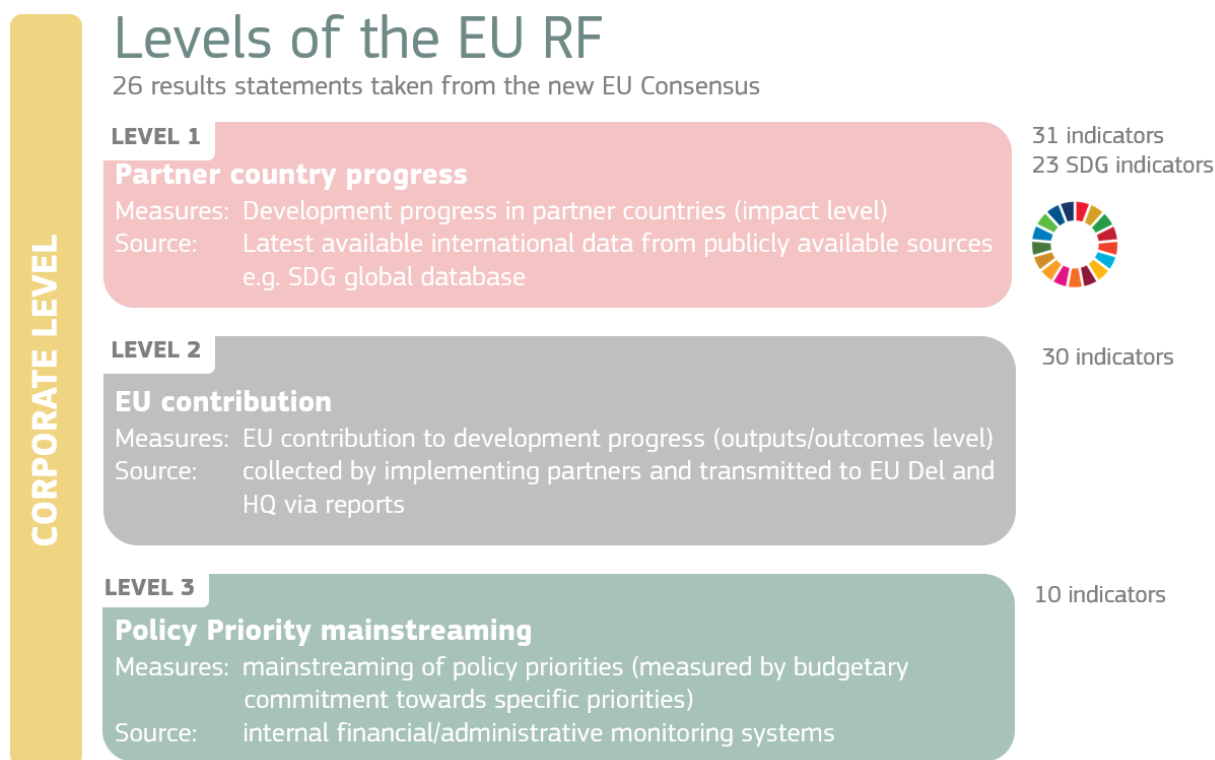 Levels of the EU RF
26 results statements taken from the new EU Consensus
CORPORATE LEVEL
LEVEL 1
31 indicators
23 SDG indicators
Partner country progress
Measures: Development progress in partner countries (impact level)
Source: Latest available international data from publicly available sources
e.g. SDG global database
LEVEL 2
30 indicators
EU contribution
Measures: EU contribution to development progress (outputs/outcomes level)
Source: collected by implementing partners and transmitted to EU Del and
HQ via reports
LEVEL 3
10 indicators
Policy Priority mainstreaming
Measures: mainstreaming of policy priorities (measured by budgetary
commitment towards specific priorities)
Source: internal financial/administrative monitoring systems